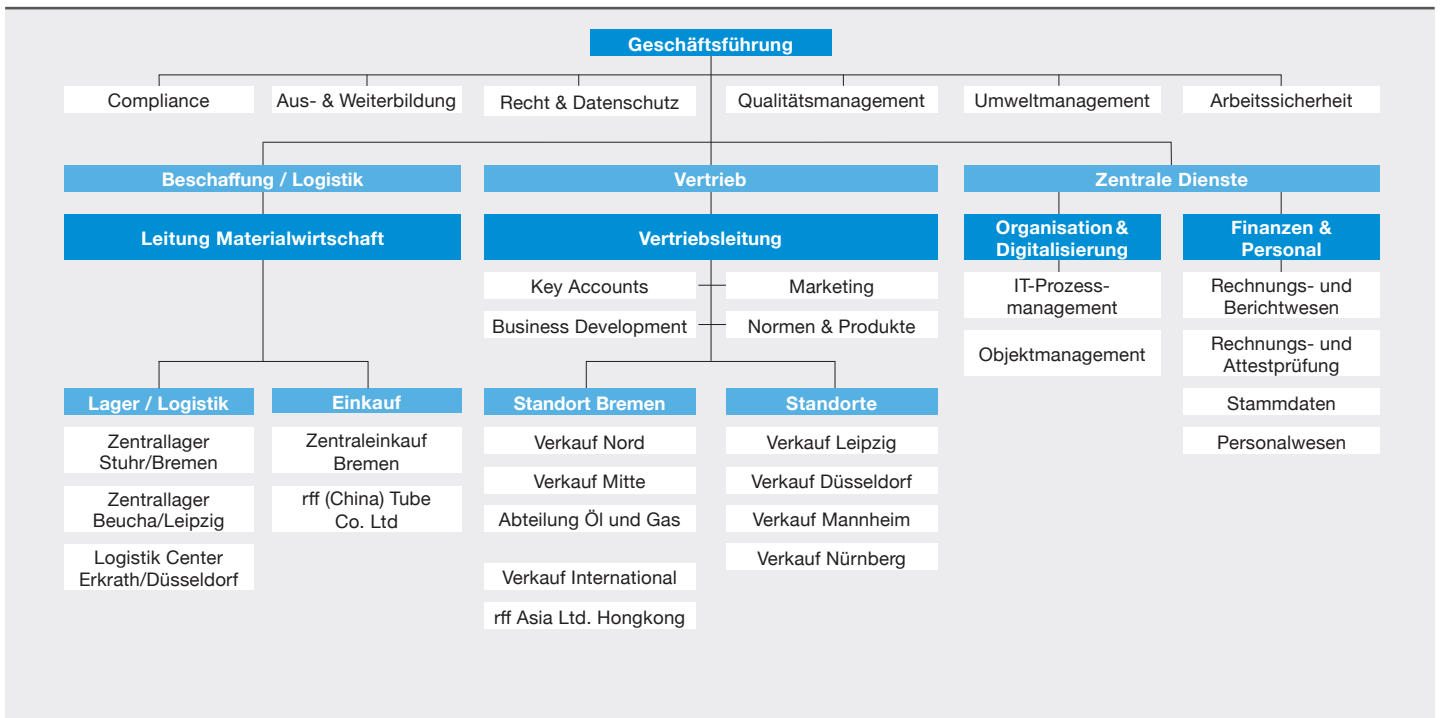 Geschäftsführung
Compliance
Aus- & Weiterbildung
Recht & Datenschutz
Qualitätsmanagement
Umweltmanagement
Arbeitssicherheit
Beschaffung / Logistik
Vertrieb
Zentrale Dienste
Leitung Materialwirtschaft
Vertriebsleitung
Organisation &
Digitalisierung
Finanzen &
Personal
Key Accounts
Marketing
Business Development
Normen & Produkte
IT-Prozess-
management
Objektmanagement
Rechnungs- und
Berichtwesen
Rechnungs- und
Attestprüfung
Stammdaten
Personalwesen
Lager / Logistik
Zentrallager
Stuhr/Bremen
Zentrallager
Beucha/Leipzig
Logistik Center
Erkrath/Düsseldorf
Einkauf
Zentraleinkauf
Bremen
rff (China) Tube
Co. Ltd
Standort Bremen
Verkauf Nord
Verkauf Mitte
Abteilung Öl und Gas
Verkauf International
rff Asia Ltd. Hongkong
Standorte
Verkauf Leipzig
Verkauf Düsseldorf
Verkauf Mannheim
Verkauf Nürnberg